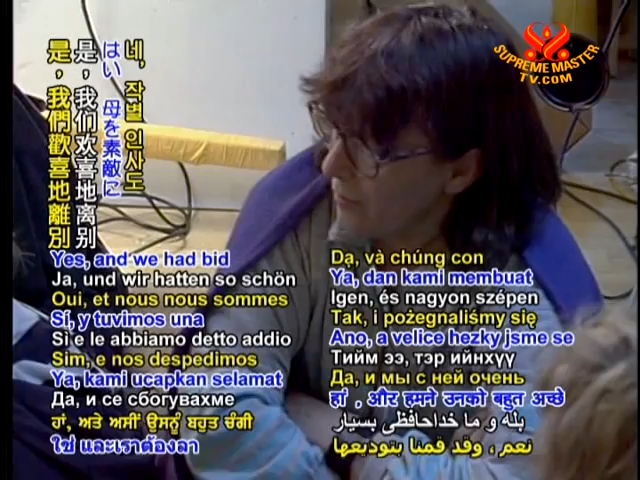 SUPREME MASTER
TV.COM
네, 작별 인사도
はい 母を素敵に
是，我们欢喜地离别
是，我們歡喜地離別
Yes, and we had bid
Ja, und wir hatten so schön
Oui, et nous nous sommes
Sí, y tuvimos una
Sì e le abbiamo detto addio
Sim, e nos despedimos
Ya, kami ucapkan selamat
Да, и се сбогувахме
ਹਾਂ, ਅਤੇ ਅਸੀਂ ਉਸਨੂੰ ਬਹੁਤ ਚੰਗੀ
ใช่ และเราต้องลา
Dạ, và chúng con
Ya, dan kami membuat
Igen, és nagyon szépen
Tak, i pożegnaliśmy się
Ano, a velice hezky jsme se
Тийм ээ, тэр ийнхүү
Да, и мы с ней очень
हां , और हमने उनको बहुत अच्छे
بله و ما خداحافظی بسیار
نعم، وقد قمنا بتوديعها